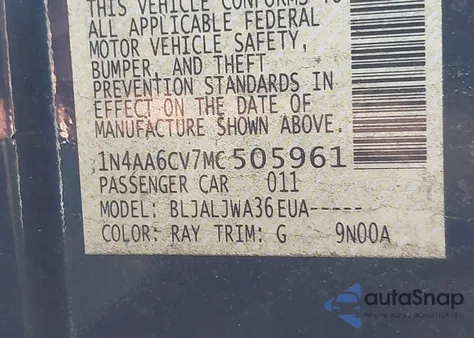 THIS VEHICLE CONFORMS TO
ALL APPLICABLE FEDERAL
MOTOR VEHICLE SAFETY,
BUMPER, AND THEFT
PREVENTION STANDARDS IN
EFFECT ON THE DATE OF
MANUFACTURE SHOWN ABOVE.
1N4AA6CV7MC505961
PASSENGER CAR 011
MODEL: BLJALJWA36EUA-----
COLOR: RAY TRIM: G 9N00A
autaSnap